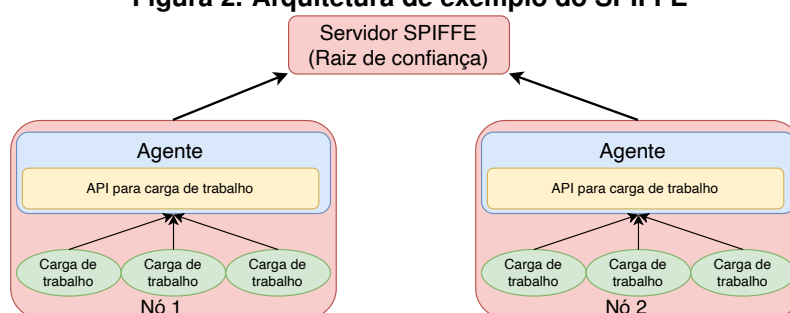 Figura 2. Arquitetura de exemplo do SPIFFE
Servidor SPIFFE
(Raiz de confiança)
Agente
API para carga de trabalho
Carga de
trabalho
Carga de
trabalho
Carga de
trabalho
Nó 1
Agente
API para carga de trabalho
Carga de
trabalho
Carga de
trabalho
Carga de
trabalho
Nó 2